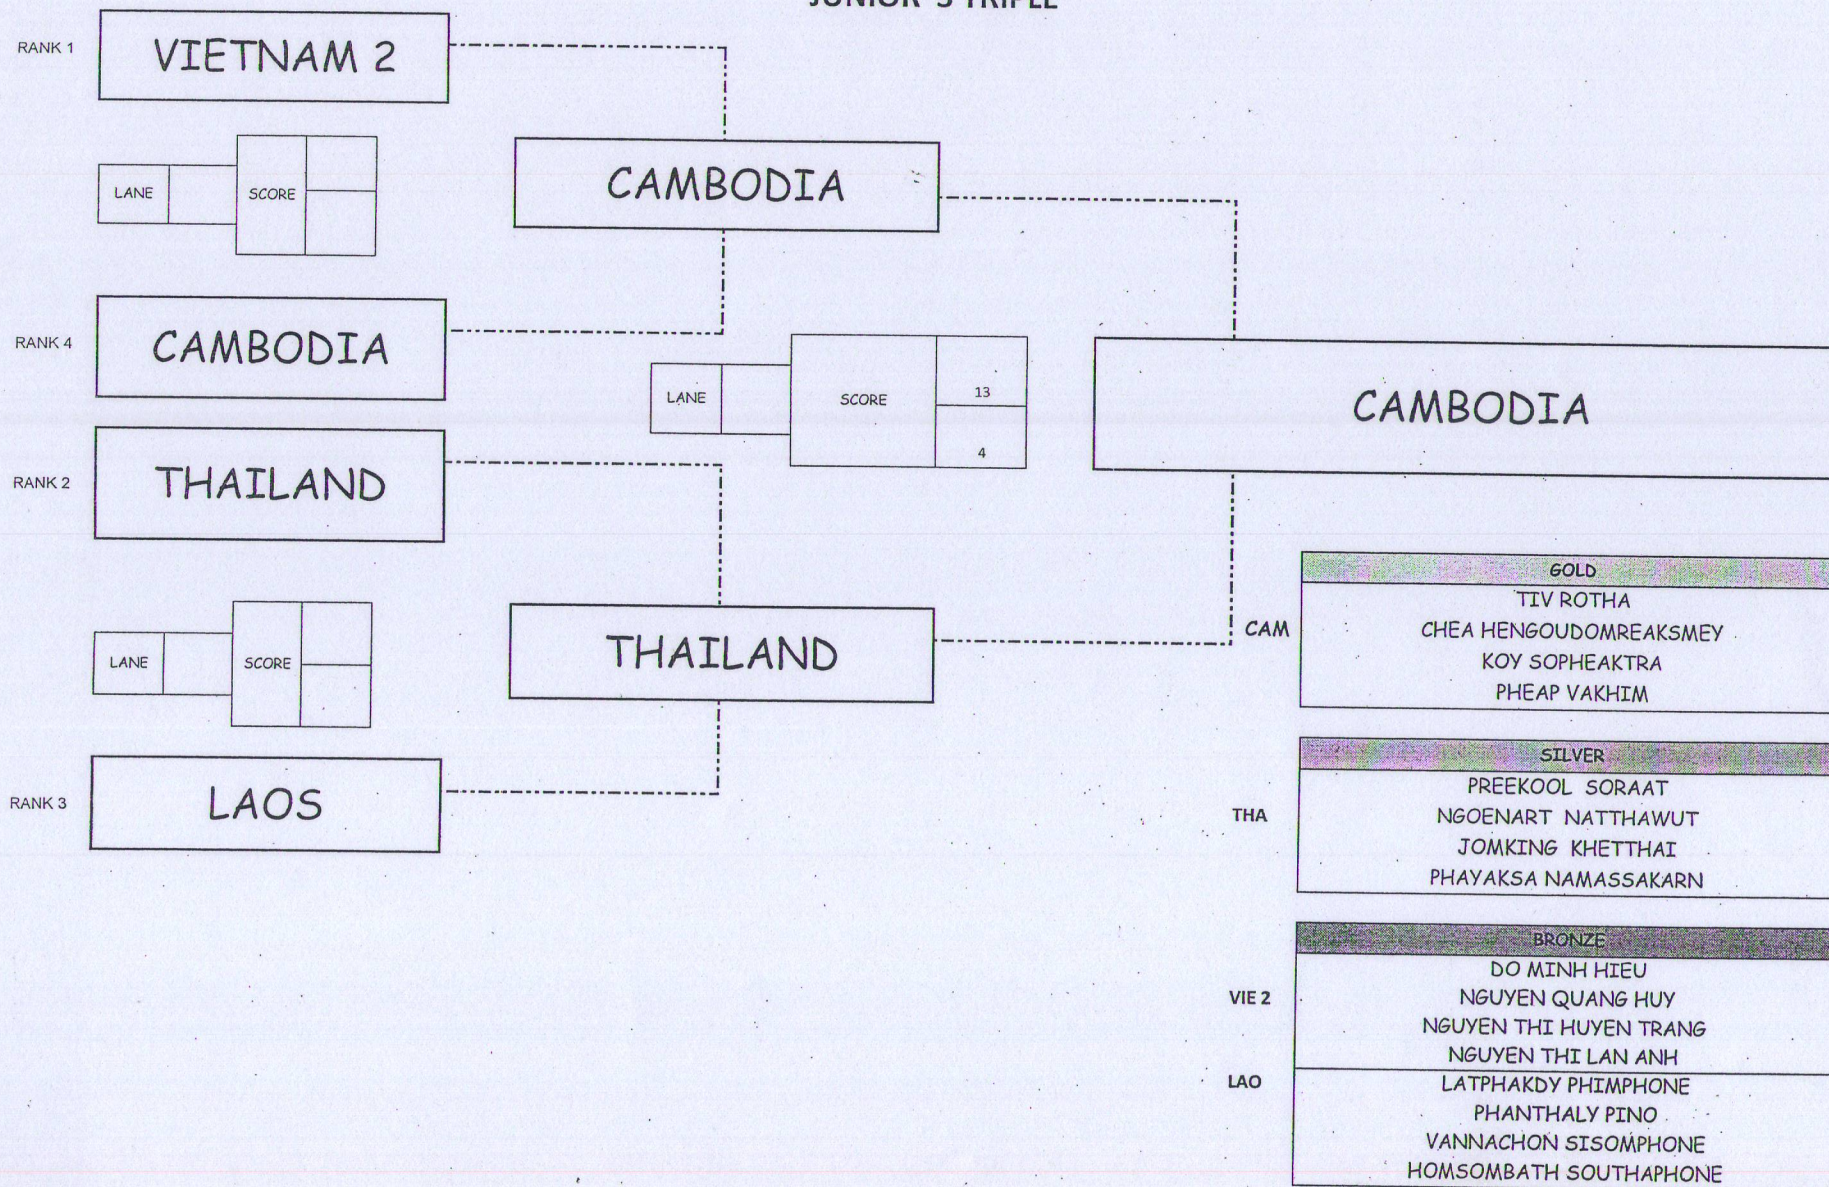 JUNIOR 'S TRIPLE
RANK 1
VIETNAM 2
LANE
SCORE
CAMBODIA
RANK 4
CAMBODIA
LANE
SCORE
13
4
CAMBODIA
RANK 2
THAILAND
LANE
SCORE
THAILAND
RANK 3
LAOS
GOLD
CAM
TIV ROTHA
CHEA HENGOUDOMREAKSMEY
KOY SOPHEAKTRA
PHEAP VAKHIM
SILVER
THA
PREEKOOL SORAAT
NGOENART NATTHAWUT
JOMKING KHETTHAI
PHAYAKSA NAMASSAKARN
BRONZE
VIE 2
DO MINH HIEU
NGUYEN QUANG HUY
NGUYEN THI HUYEN TRANG
NGUYEN THI LAN ANH
LAO
LATPHAKDY PHIMPHONE
PHANTHALY PINO
VANNACHON SISOMPHONE
HOMSOMBATH SOUTHAPHONE